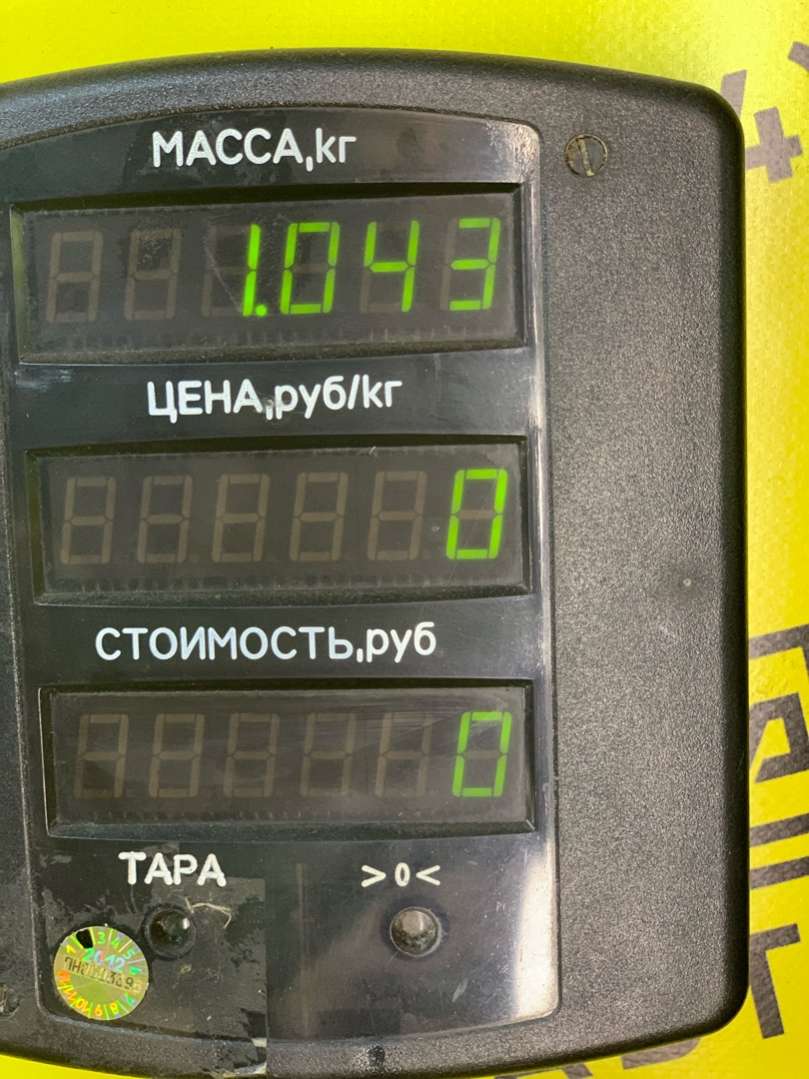 МАССА,кг
1.043
ЦЕНА,руб/кг
0
СТОИМОСТЬ,руб
0
ТАРА >0<